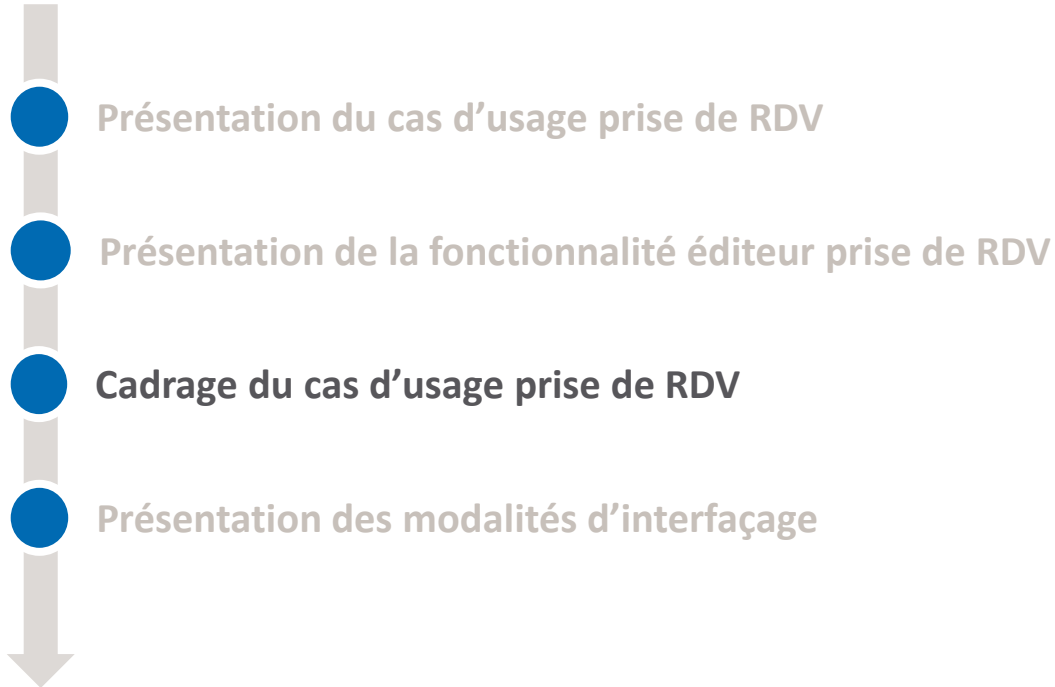 Présentation du cas d’usage prise de RDV
Présentation de la fonctionnalité éditeur prise de RDV
Cadrage du cas d’usage prise de RDV
Présentation des modalités d’interfaçage